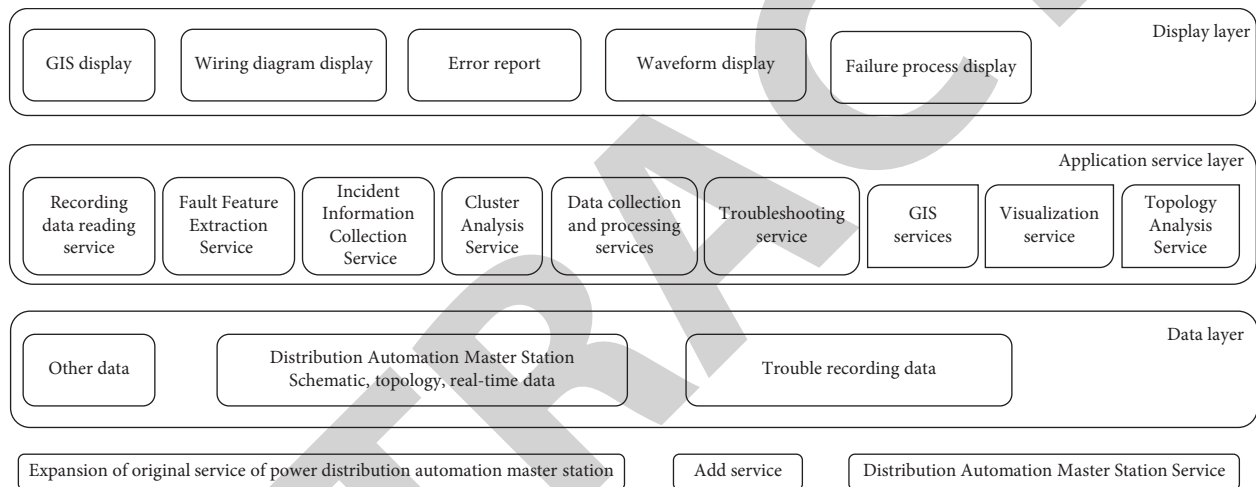 Display layer
GIS display
Wiring diagram display
Error report
Waveform display
Failure process display
Application service layer
Recording
data reading
service
Fault Feature
Extraction
Service
Incident
Information
Collection
Service
Cluster
Analysis
Service
Data collection
and processing
services
Troubleshooting
service
GIS
services
Visualization
service
Topology
Analysis
Service
Data layer
Other data
Distribution Automation Master Station
Schematic, topology, real-time data
Trouble recording data
Expansion of original service of power distribution automation master station
Add service
Distribution Automation Master Station Service